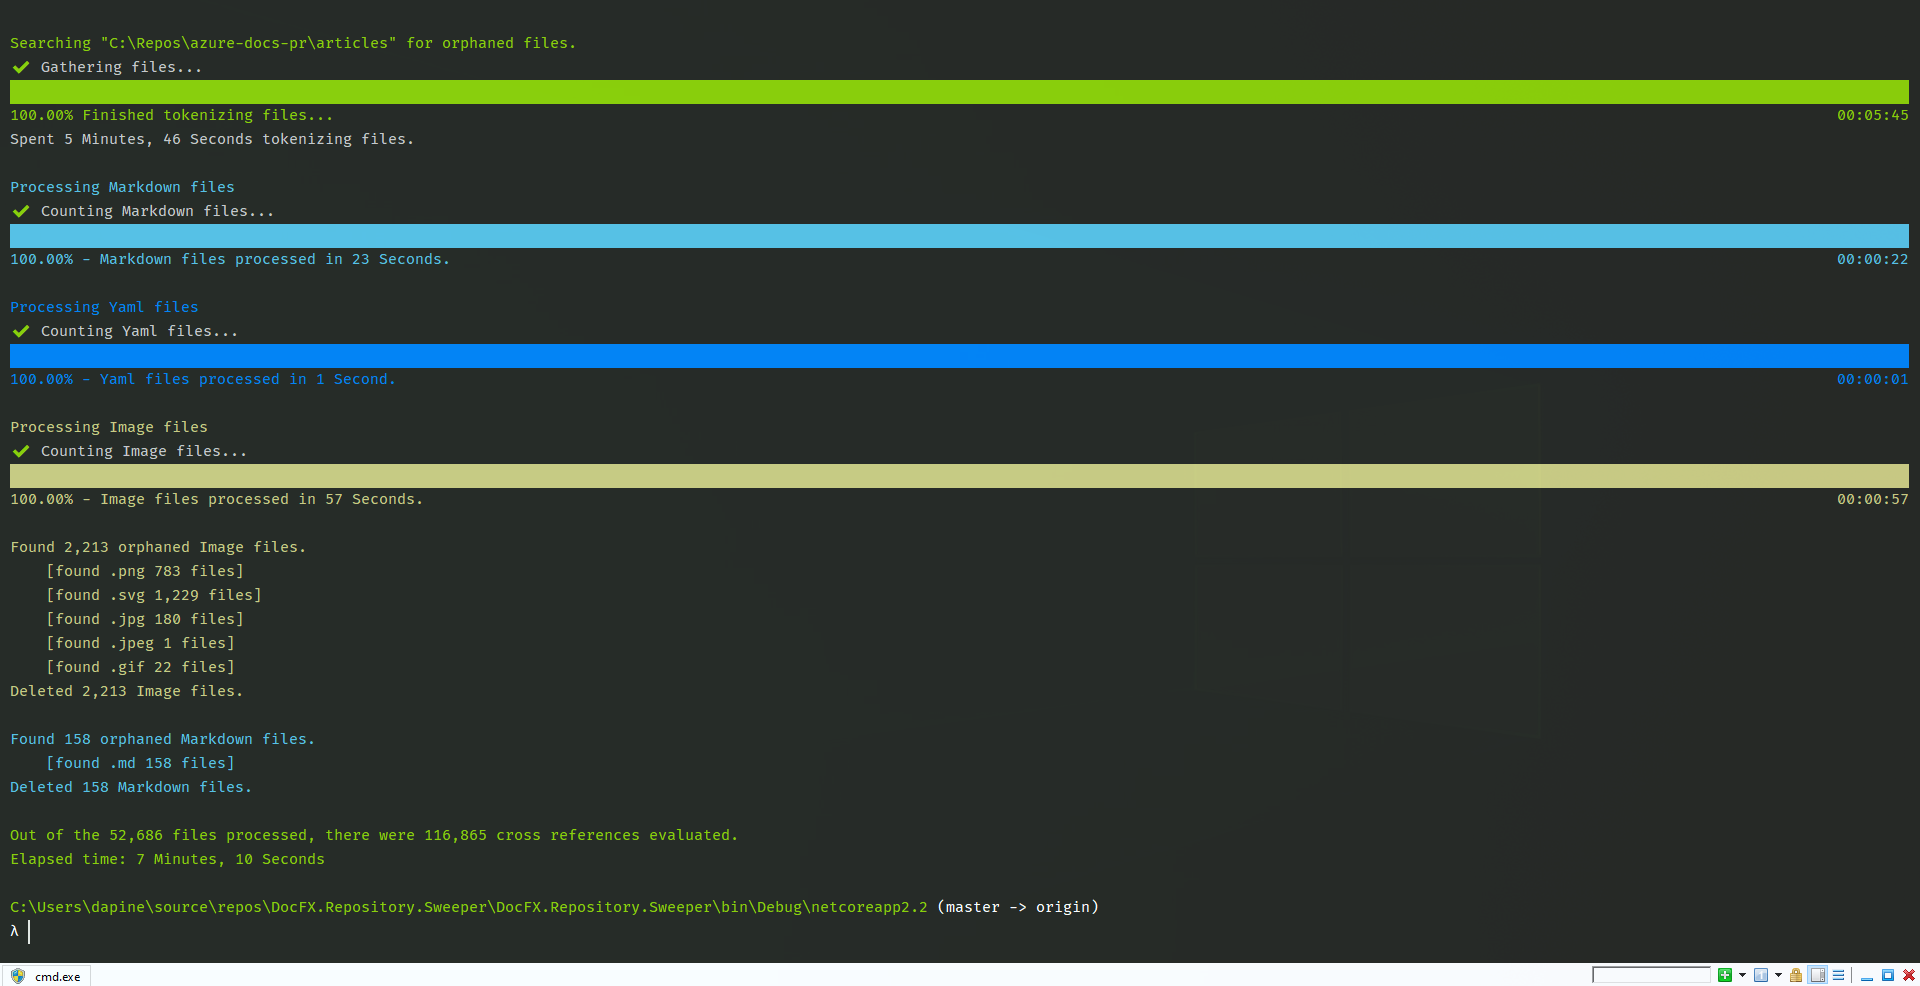 Searching "C:\Repos\azure-docs-pr\articles" for orphaned files.
✔ Gathering files...
100.00% Finished tokenizing files... 00:05:45
Spent 5 Minutes, 46 Seconds tokenizing files.
Processing Markdown files
✔ Counting Markdown files...
100.00% - Markdown files processed in 23 Seconds. 00:00:22
Processing Yaml files
✔ Counting Yaml files...
100.00% - Yaml files processed in 1 Second. 00:00:01
Processing Image files
✔ Counting Image files...
100.00% - Image files processed in 57 Seconds. 00:00:57
Found 2,213 orphaned Image files.
[found .png 783 files]
[found .svg 1,229 files]
[found .jpg 180 files]
[found .jpeg 1 files]
[found .gif 22 files]
Deleted 2,213 Image files.
Found 158 orphaned Markdown files.
[found .md 158 files]
Deleted 158 Markdown files.
Out of the 52,686 files processed, there were 116,865 cross references evaluated.
Elapsed time: 7 Minutes, 10 Seconds
C:\Users\dapine\source\repos\DocFX.Repository.Sweeper\DocFX.Repository.Sweeper\bin\Debug\netcoreapp2.2 (master -> origin)
λ
cmd.exe